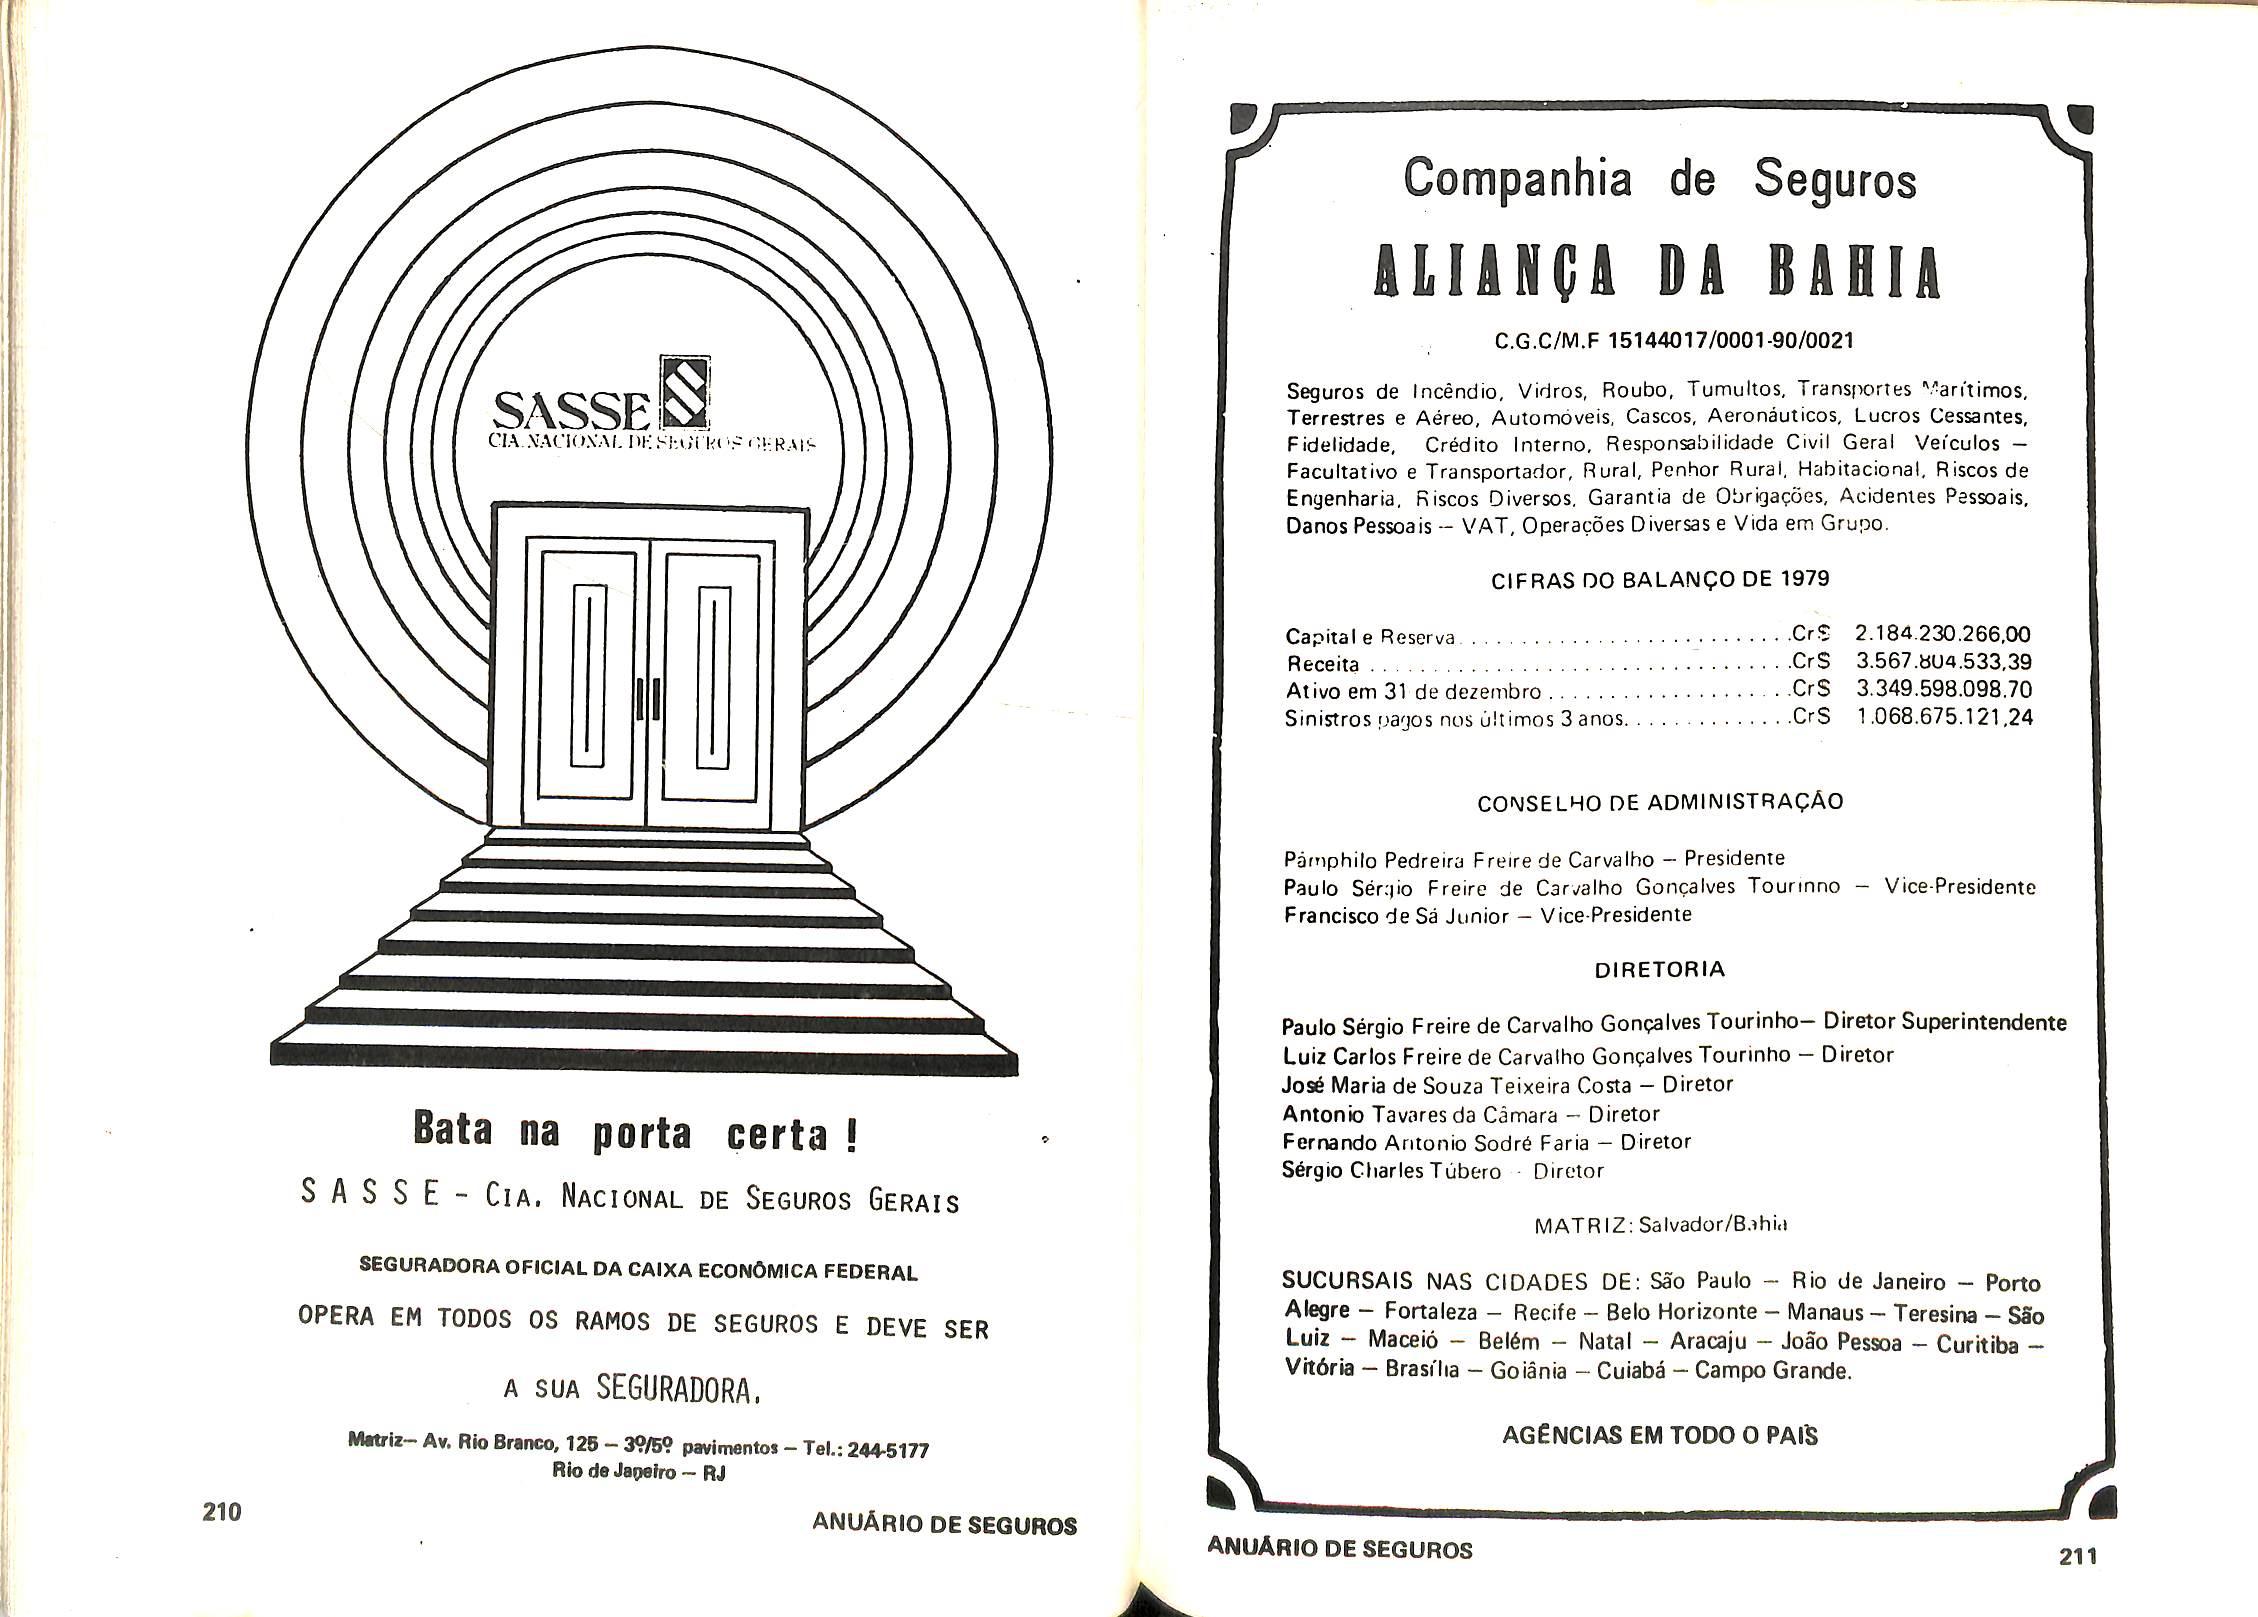 SASSE
CIA. NACIONAL DE SEGUROS GERAIS
Bata na porta certa !
S A S S E - CIA. NACIONAL DE SEGUROS GERAIS
SEGURADORA OFICIAL DA CAIXA ECONÔMICA FEDERAL
OPERA EM TODOS OS RAMOS DE SEGUROS E DEVE SER
A SUA SEGURADORA.
Matriz— Av. Rio Branco, 125 — 3º/5º pavimentos — Tel.: 244-5177
Rio de Janeiro — RJ
210
ANUÁRIO DE SEGUROS
Companhia de Seguros
ALIANÇA DA BAHIA
C.G.C/M.F 15144017/0001-90/0021
Seguros de Incêndio, Vidros, Roubo, Tumultos, Transportes Marítimos,
Terrestres e Aéreo, Automóveis, Cascos, Aeronáuticos, Lucros Cessantes,
Fidelidade, Crédito Interno, Responsabilidade Civil Geral Veículos —
Facultativo e Transportador, Rural, Penhor Rural, Habitacional, Riscos de
Engenharia, Riscos Diversos, Garantia de Obrigações, Acidentes Pessoais,
Danos Pessoais — VAT, Operações Diversas e Vida em Grupo.
CIFRAS DO BALANÇO DE 1979
Capital e Reserva . . . . . . . . . . . . . . . . . . . . . . . . . . . .Cr$ 2.184.230.266,00
Receita . . . . . . . . . . . . . . . . . . . . . . . . . . . . . . . . . . .Cr$ 3.567.804.533,39
Ativo em 31 de dezembro . . . . . . . . . . . . . . . . . . . .Cr$ 3.349.598.098,70
Sinistros pagos nos últimos 3 anos. . . . . . . . . . . . . .Cr$ 1.068.675.121,24
CONSELHO DE ADMINISTRAÇÃO
Pâmphilo Pedreira Freire de Carvalho — Presidente
Paulo Sérgio Freire de Carvalho Gonçalves Tourinho — Vice-Presidente
Francisco de Sá Junior — Vice-Presidente
DIRETORIA
Paulo Sérgio Freire de Carvalho Gonçalves Tourinho— Diretor Superintendente
Luiz Carlos Freire de Carvalho Gonçalves Tourinho — Diretor
José Maria de Souza Teixeira Costa — Diretor
Antonio Tavares da Câmara — Diretor
Fernando Antonio Sodré Faria — Diretor
Sérgio Charles Túbero - Diretor
MATRIZ: Salvador/Bahia
SUCURSAIS NAS CIDADES DE: São Paulo — Rio de Janeiro — Porto
Alegre — Fortaleza — Recife — Belo Horizonte — Manaus — Teresina — São
Luiz — Maceió — Belém — Natal — Aracaju — João Pessoa — Curitiba —
Vitória — Brasília — Goiânia — Cuiabá — Campo Grande.
AGÊNCIAS EM TODO O PAÍS
ANUÁRIO DE SEGUROS
211